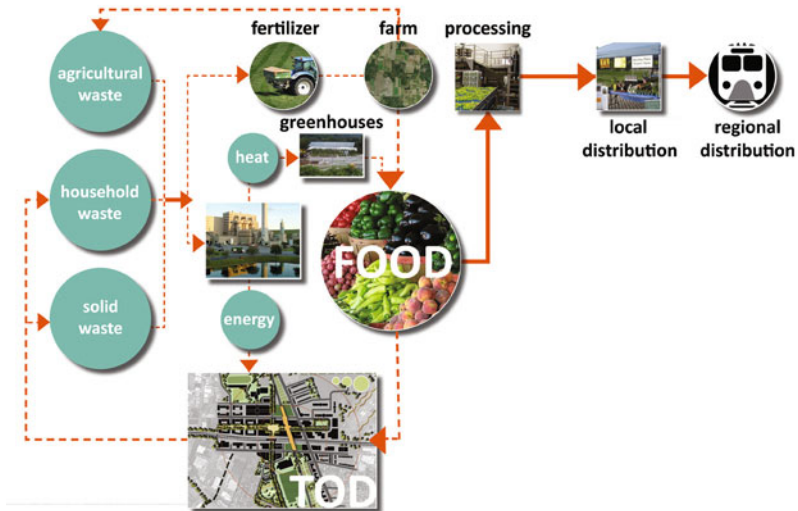 fertilizer
farm
processing
agricultural
waste
greenhouses
local
distribution
regional
distribution
heat
household
waste
FOOD
solid
waste
energy
TOD